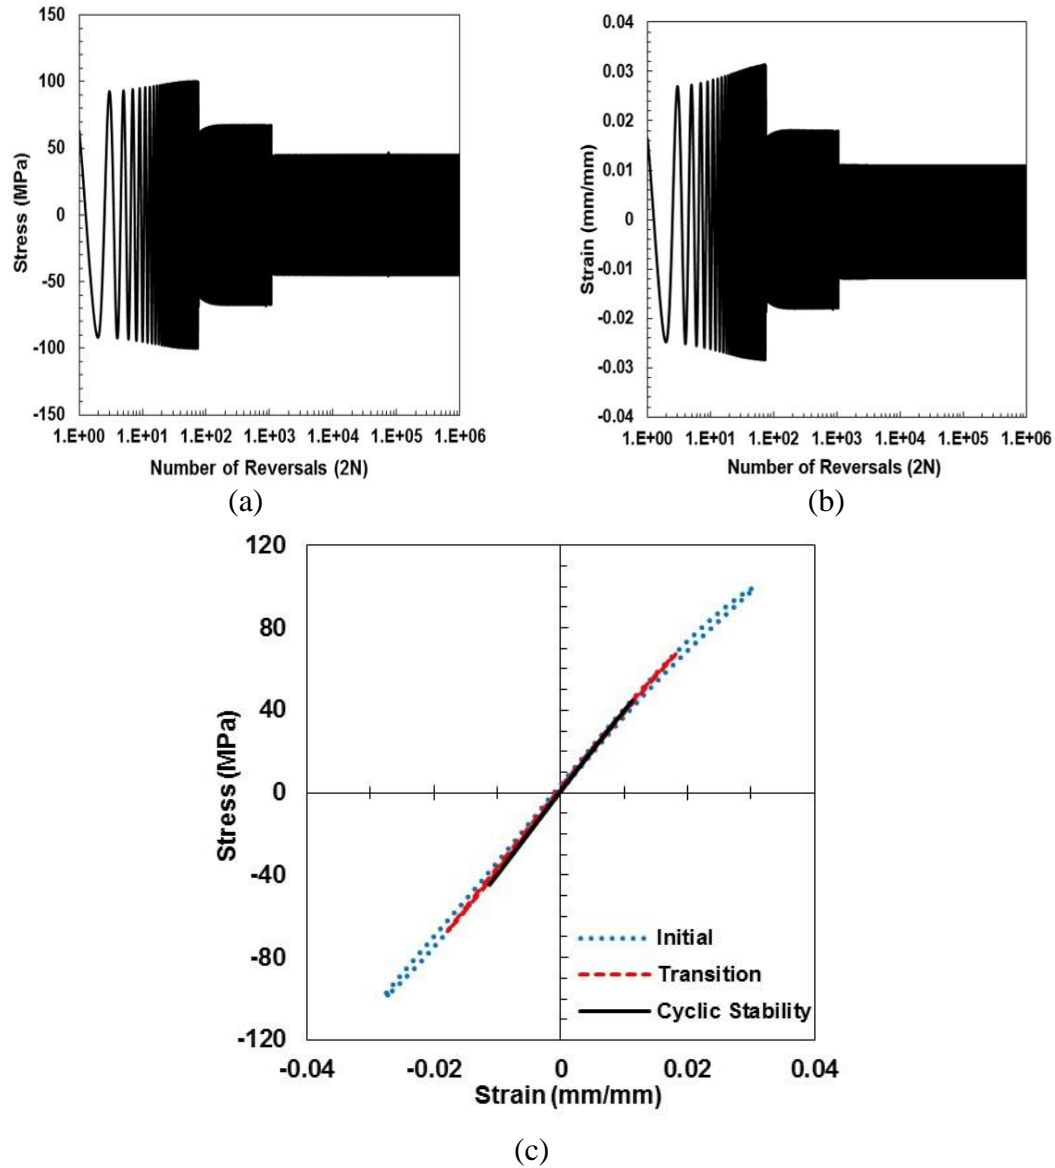 150
100
50
0
-50
-100
-150
Stress (MPa)
1.E+00 1.E+01 1.E+02 1.E+03 1.E+04 1.E+05 1.E+06
Number of Reversals (2N)
(a)
0.04
0.03
0.02
0.01
0
-0.01
-0.02
-0.03
-0.04
Strain (mm/mm)
1.E+00 1.E+01 1.E+02 1.E+03 1.E+04 1.E+05 1.E+06
Number of Reversals (2N)
(b)
120
80
40
0
-40
-80
-120
Stress (MPa)
Initial
Transition
Cyclic Stability
-0.04 -0.02 0 0.02 0.04
Strain (mm/mm)
(c)